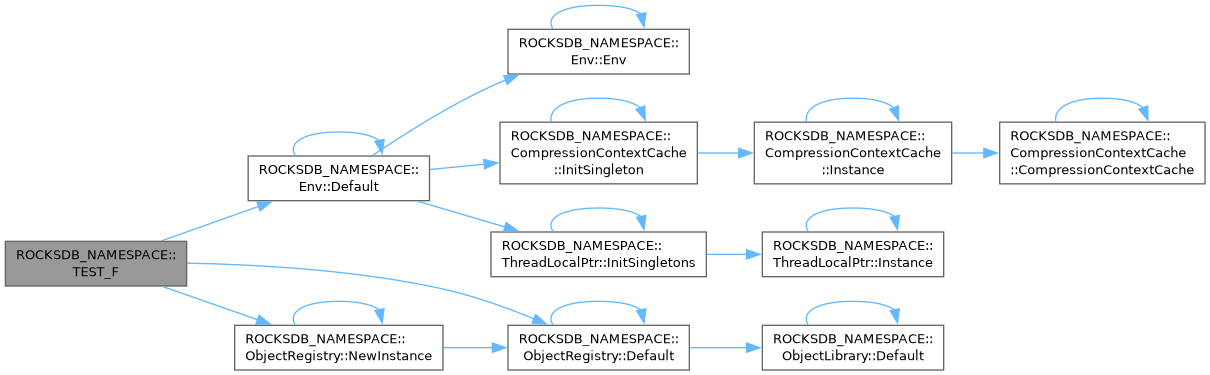 ROCKSDB_NAMESPACE::
Env::Env
ROCKSDB_NAMESPACE::
CompressionContextCache
::InitSingleton
ROCKSDB_NAMESPACE::
CompressionContextCache
::Instance
ROCKSDB_NAMESPACE::
CompressionContextCache
::CompressionContextCache
ROCKSDB_NAMESPACE::
Env::Default
ROCKSDB_NAMESPACE::
ThreadLocalPtr::InitSingletons
ROCKSDB_NAMESPACE::
ThreadLocalPtr::Instance
ROCKSDB_NAMESPACE::
TEST_F
ROCKSDB_NAMESPACE::
ObjectRegistry::NewInstance
ROCKSDB_NAMESPACE::
ObjectRegistry::Default
ROCKSDB_NAMESPACE::
ObjectLibrary::Default